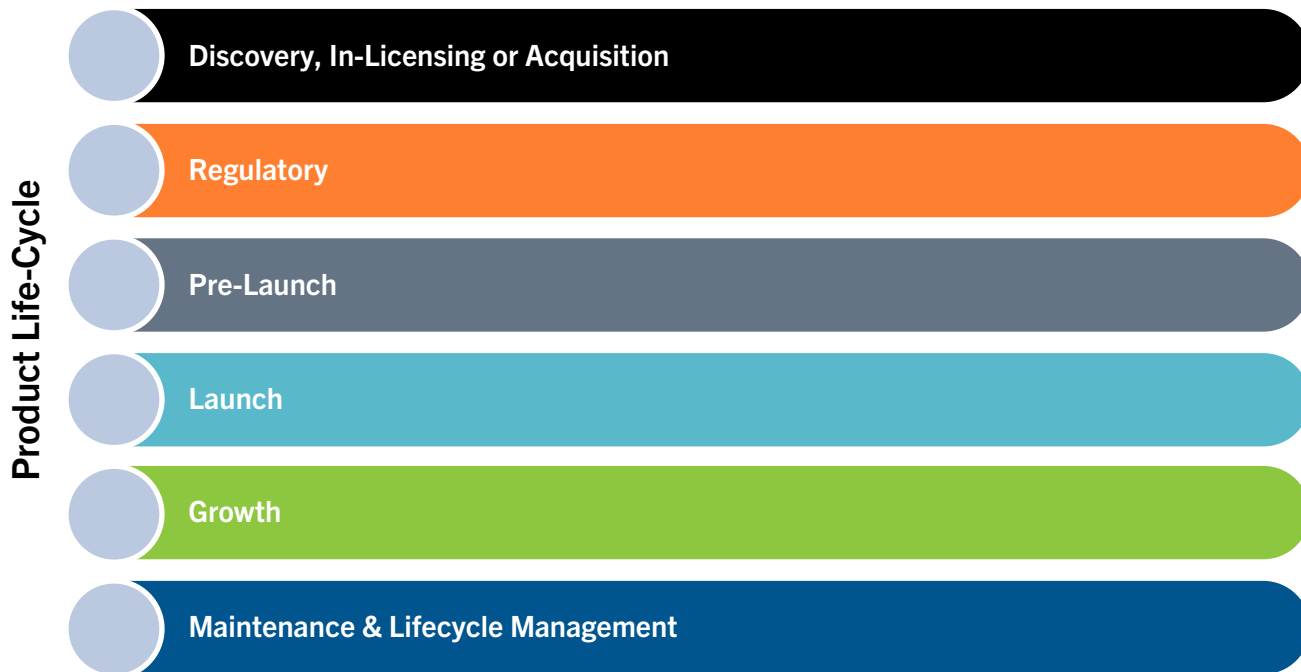 Product Life-Cycle
Discovery, In-Licensing or Acquisition
Regulatory
Pre-Launch
Launch
Growth
Maintenance & Lifecycle Management